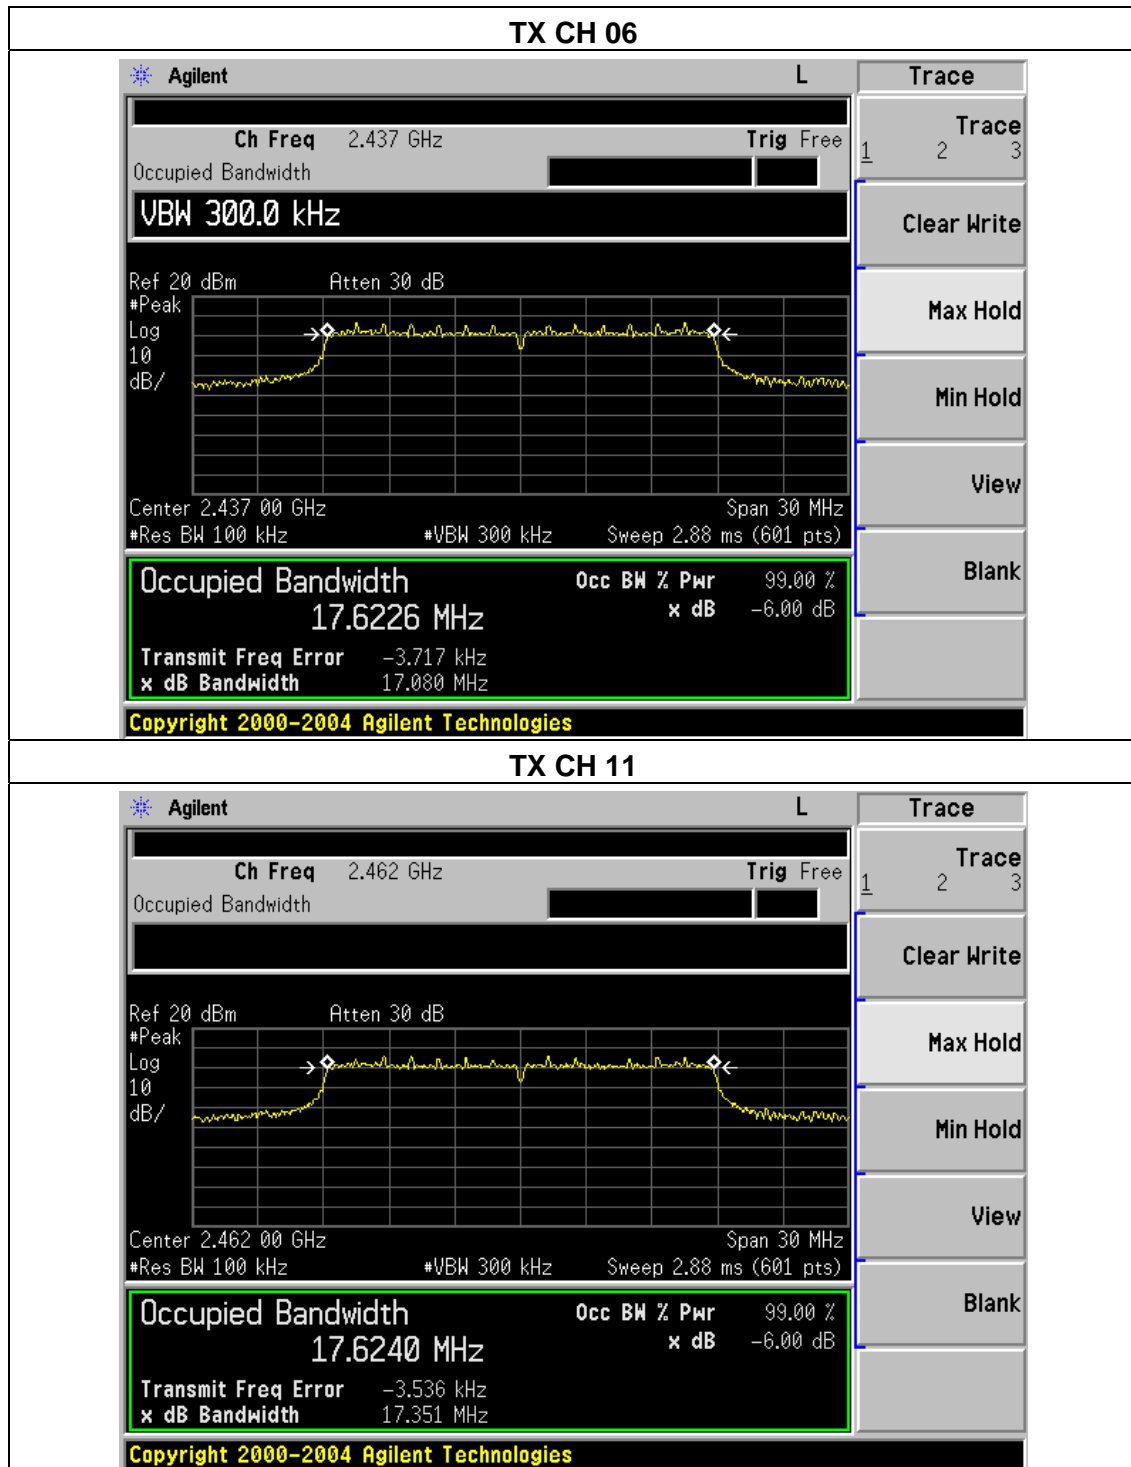 TX CH 06
Agilent L Trace
Ch Freq 2.437 GHz Trig Free
Occupied Bandwidth
VBW 300.0 kHz
Ref 20 dBm Atten 30 dB
#Peak
Log
10
dB/
Center 2.437 00 GHz Span 30 MHz
#Res BW 100 kHz #VBW 300 kHz Sweep 2.88 ms (601 pts)
Occupied Bandwidth Occ BW % Pwr 99.00 %
17.6226 MHz x dB -6.00 dB
Transmit Freq Error -3.717 kHz
x dB Bandwidth 17.080 MHz
Copyright 2000-2004 Agilent Technologies
Trace
1 2 3
Clear Write
Max Hold
Min Hold
View
Blank
TX CH 11
Agilent L Trace
Ch Freq 2.462 GHz Trig Free
Occupied Bandwidth
Ref 20 dBm Atten 30 dB
#Peak
Log
10
dB/
Center 2.462 00 GHz Span 30 MHz
#Res BW 100 kHz #VBW 300 kHz Sweep 2.88 ms (601 pts)
Occupied Bandwidth Occ BW % Pwr 99.00 %
17.6240 MHz x dB -6.00 dB
Transmit Freq Error -3.536 kHz
x dB Bandwidth 17.351 MHz
Copyright 2000-2004 Agilent Technologies
Trace
1 2 3
Clear Write
Max Hold
Min Hold
View
Blank